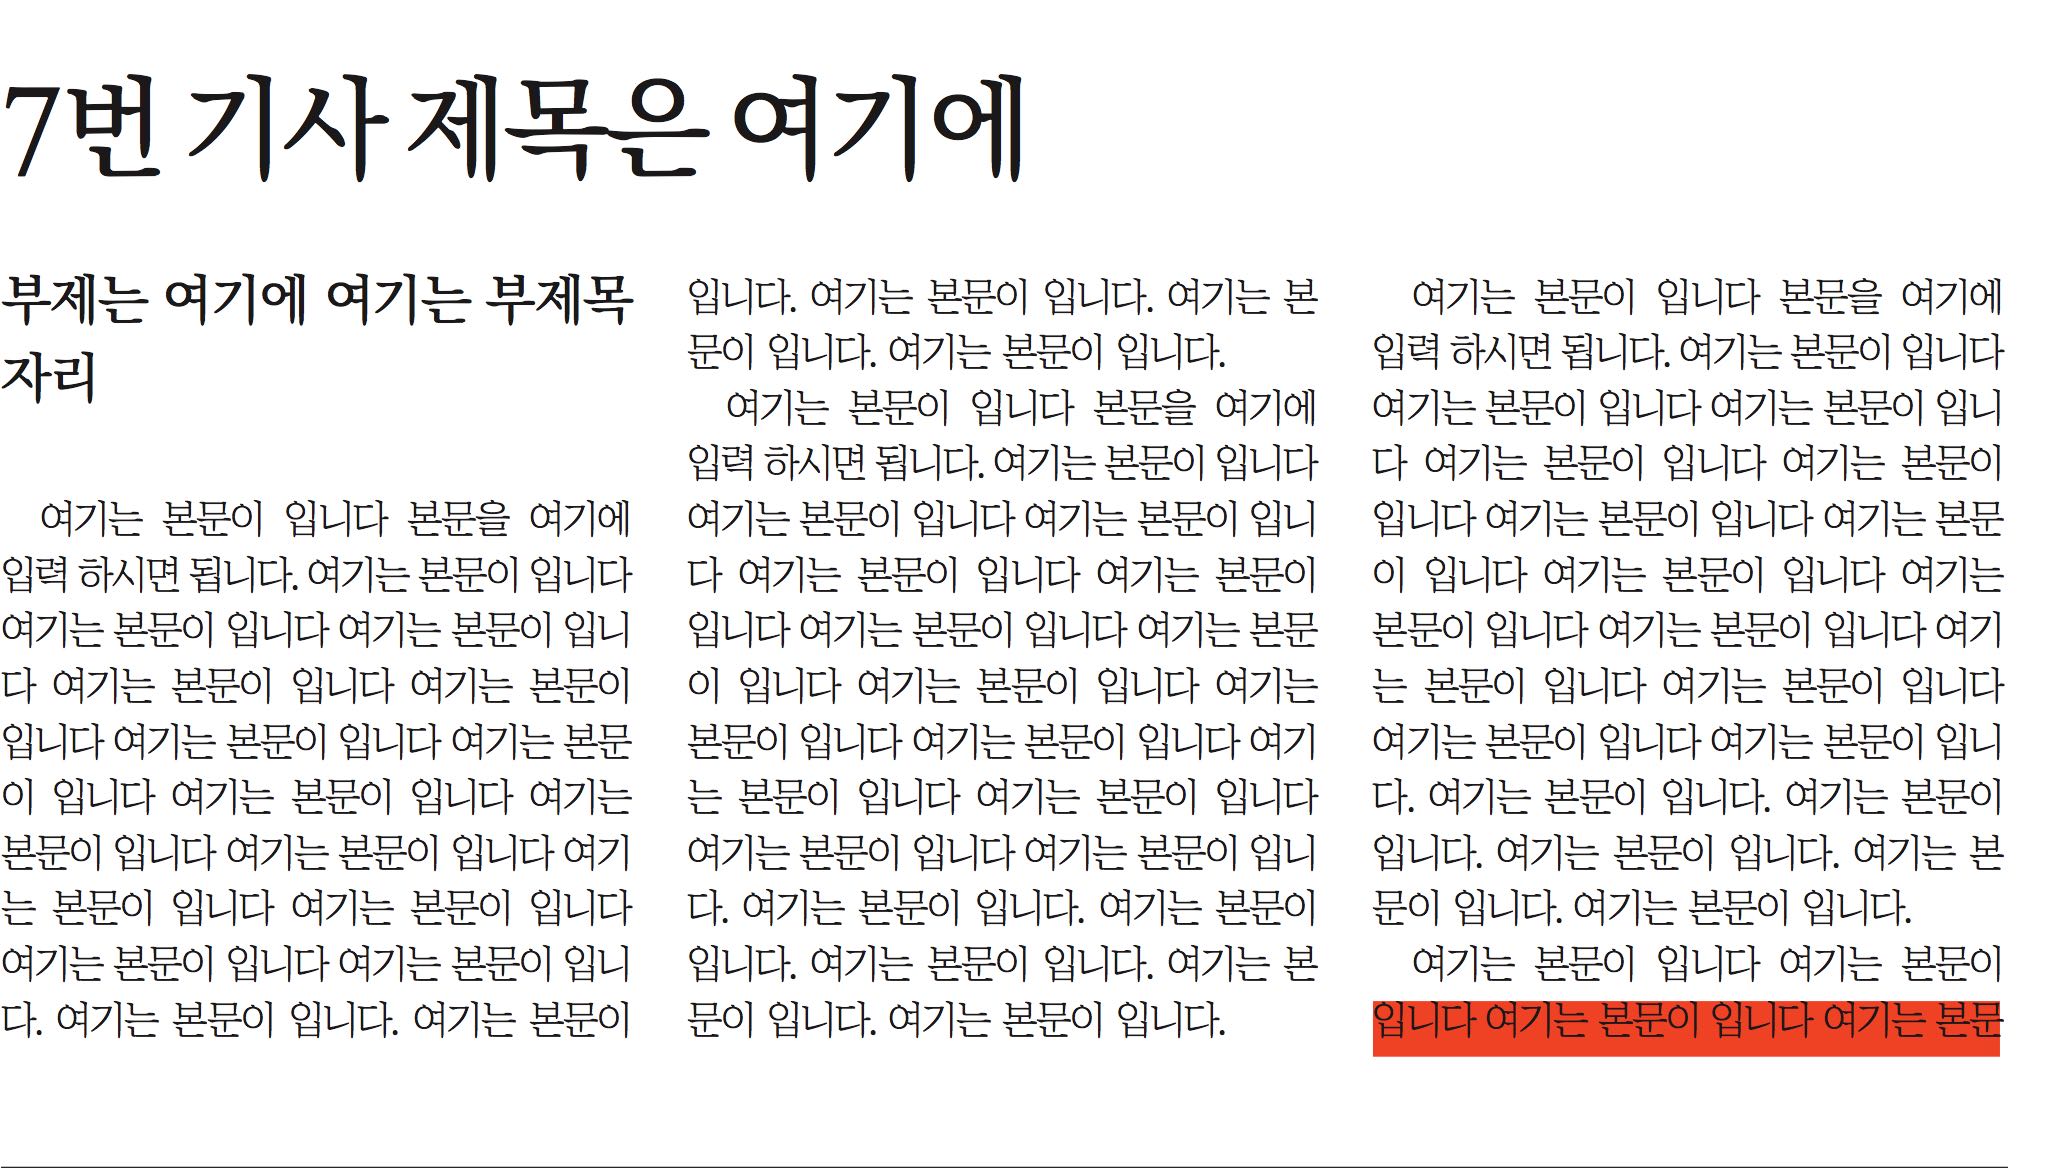 7번 기사 제목은 여기에
부제는 여기에 여기는 부제목
자리
여기는 본문이 입니다 본문을 여기에
입력 하시면 됩니다. 여기는 본문이 입니다
여기는 본문이 입니다 여기는 본문이 입니
다 여기는 본문이 입니다 여기는 본문이
입니다 여기는 본문이 입니다 여기는 본문
이 입니다 여기는 본문이 입니다 여기는
본문이 입니다 여기는 본문이 입니다 여기
는 본문이 입니다 여기는 본문이 입니다
여기는 본문이 입니다 여기는 본문이 입니
다. 여기는 본문이 입니다. 여기는 본문이
입니다. 여기는 본문이 입니다. 여기는 본
문이 입니다. 여기는 본문이 입니다.
여기는 본문이 입니다 본문을 여기에
입력 하시면 됩니다. 여기는 본문이 입니다
여기는 본문이 입니다 여기는 본문이 입니
다 여기는 본문이 입니다 여기는 본문이
입니다 여기는 본문이 입니다 여기는 본문
이 입니다 여기는 본문이 입니다 여기는
본문이 입니다 여기는 본문이 입니다 여기
는 본문이 입니다 여기는 본문이 입니다
여기는 본문이 입니다 여기는 본문이 입니
다. 여기는 본문이 입니다. 여기는 본문이
입니다. 여기는 본문이 입니다. 여기는 본
문이 입니다. 여기는 본문이 입니다.
여기는 본문이 입니다 본문을 여기에
입력 하시면 됩니다. 여기는 본문이 입니다
여기는 본문이 입니다 여기는 본문이 입니
다 여기는 본문이 입니다 여기는 본문이
입니다 여기는 본문이 입니다 여기는 본문
이 입니다 여기는 본문이 입니다 여기는
본문이 입니다 여기는 본문이 입니다 여기
는 본문이 입니다 여기는 본문이 입니다
여기는 본문이 입니다 여기는 본문이 입니
다. 여기는 본문이 입니다. 여기는 본문이
입니다. 여기는 본문이 입니다. 여기는 본
문이 입니다. 여기는 본문이 입니다.
여기는 본문이 입니다 여기는 본문이
입니다 여기는 본문이 입니다 여기는 본문